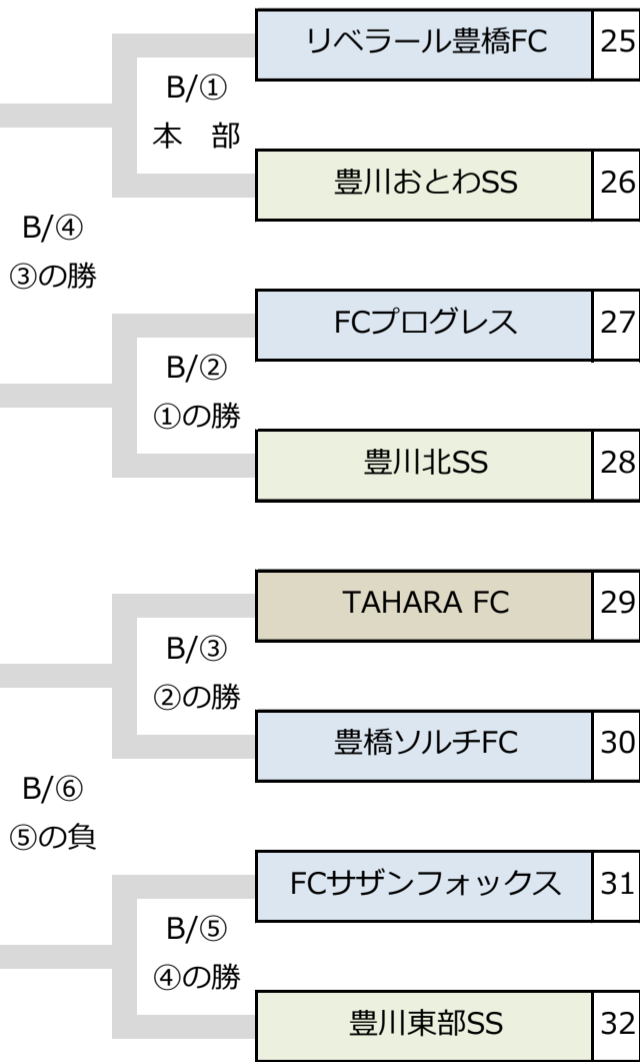 リベラール豊橋FC 25
B/①
本　部
豊川おとわSS 26
B/④
③の勝
FCプログレス 27
B/②
①の勝
豊川北SS 28
TAHARA FC 29
B/③
②の勝
豊橋ソルチFC 30
B/⑥
⑤の負
FCサザンフォックス 31
B/⑤
④の勝
豊川東部SS 32